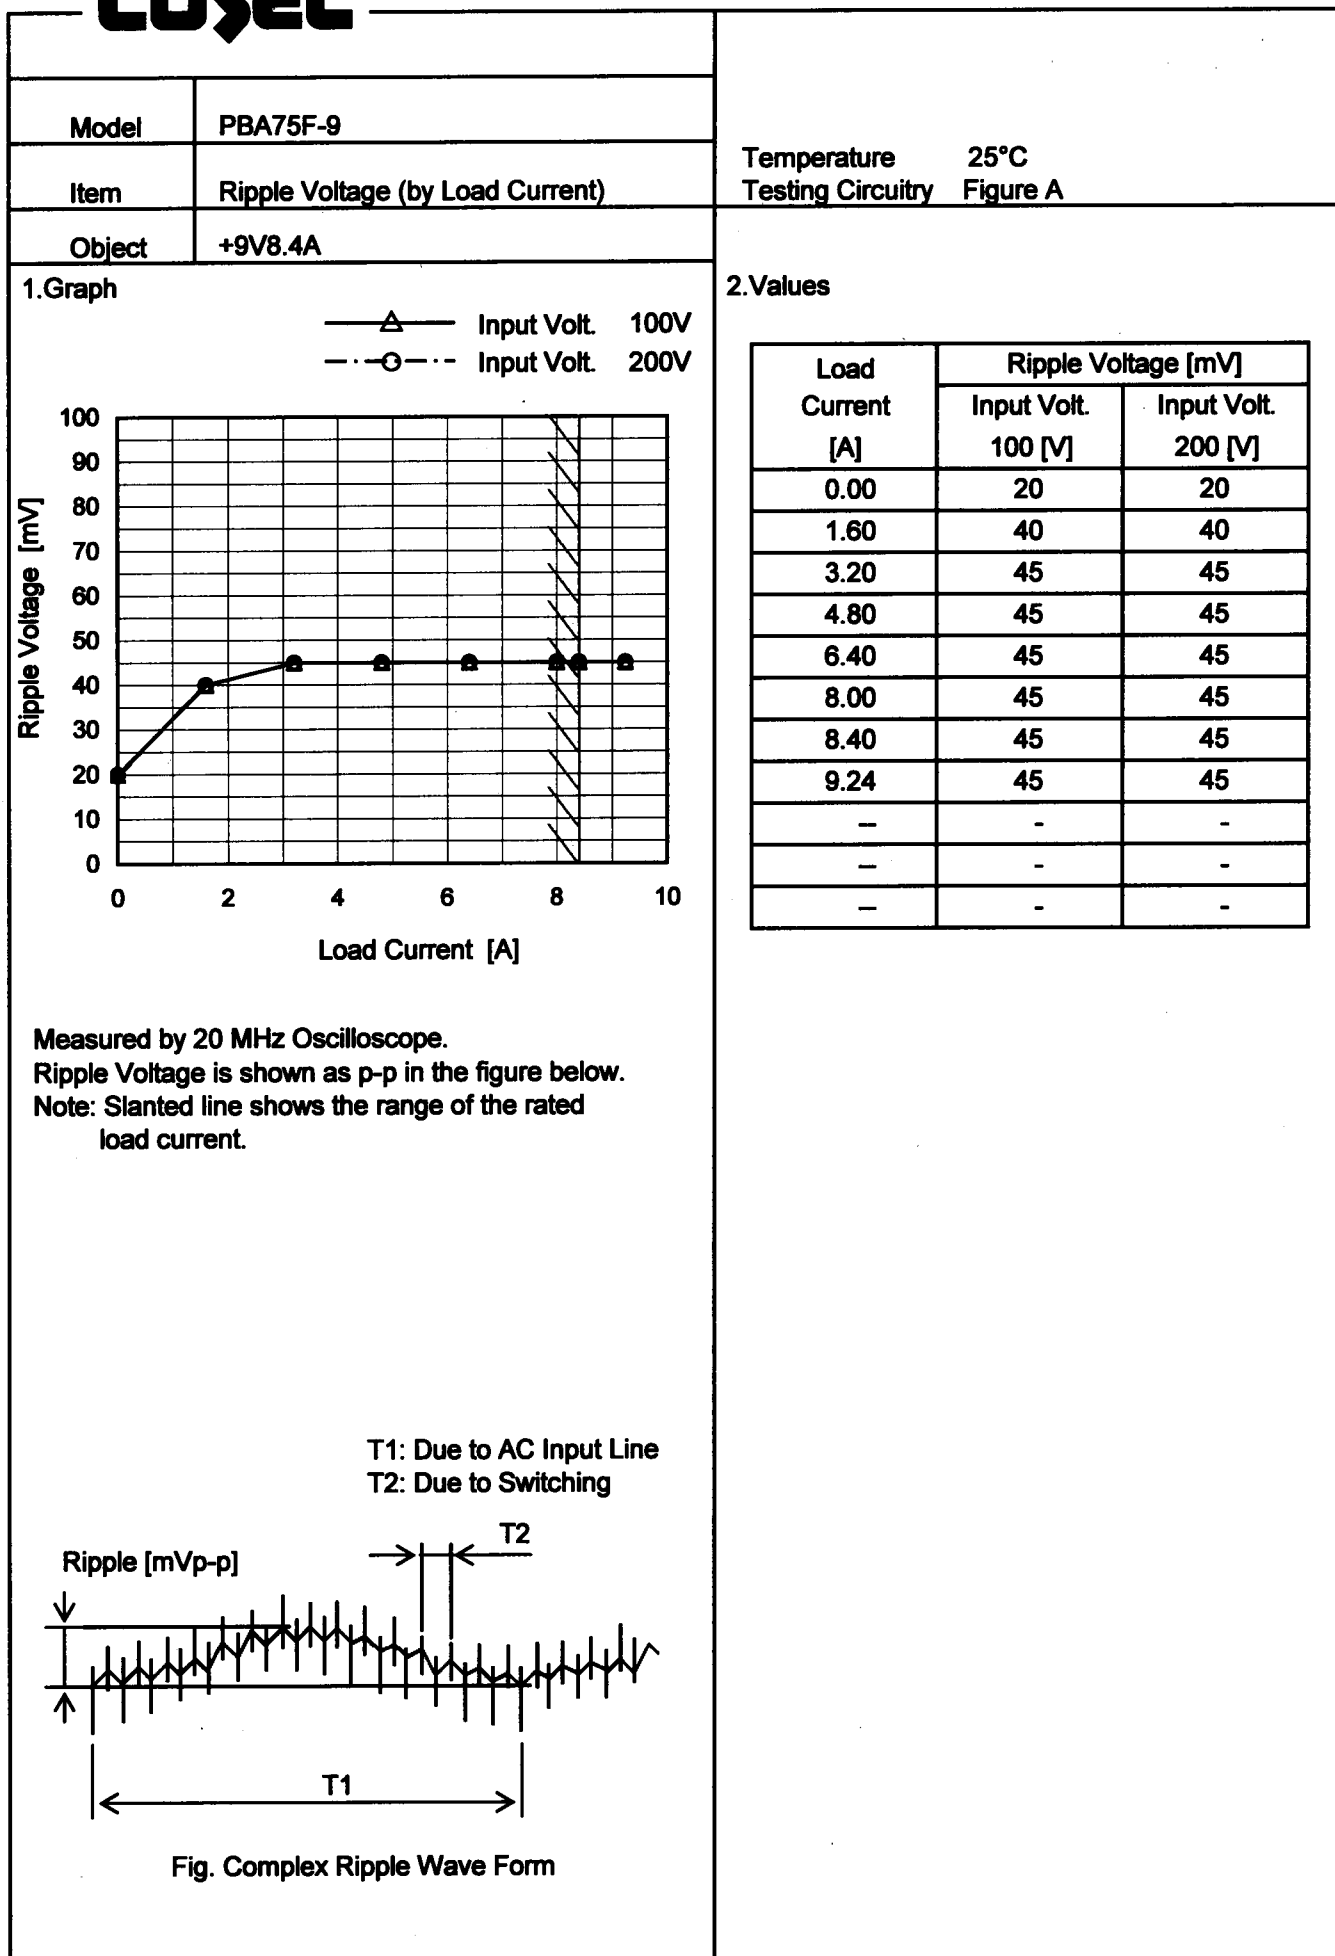 COSEL
Model PBA75F-9
Item Ripple Voltage (by Load Current)
Object +9V8.4A
Temperature 25°C
Testing Circuitry Figure A
1.Graph
Input Volt. 100V
Input Volt. 200V
100
90
80
70
60
50
40
30
20
10
0
Ripple Voltage [mV]
0 2 4 6 8 10
Load Current [A]
Measured by 20 MHz Oscilloscope.
Ripple Voltage is shown as p-p in the figure below.
Note: Slanted line shows the range of the rated
load current.
T1: Due to AC Input Line
T2: Due to Switching
T2
Ripple [mVp-p]
T1
Fig. Complex Ripple Wave Form
2.Values
Load Ripple Voltage [mV]
Current Input Volt. Input Volt.
[A] 100 [V] 200 [V]
0.00 20 20
1.60 40 40
3.20 45 45
4.80 45 45
6.40 45 45
8.00 45 45
8.40 45 45
9.24 45 45
-- - -
-- - -
-- - -